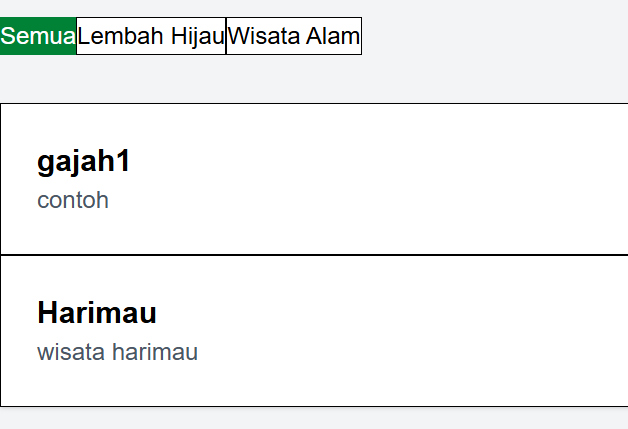 Semua Lembah Hijau Wisata Alam
gajah1
contoh
Harimau
wisata harimau